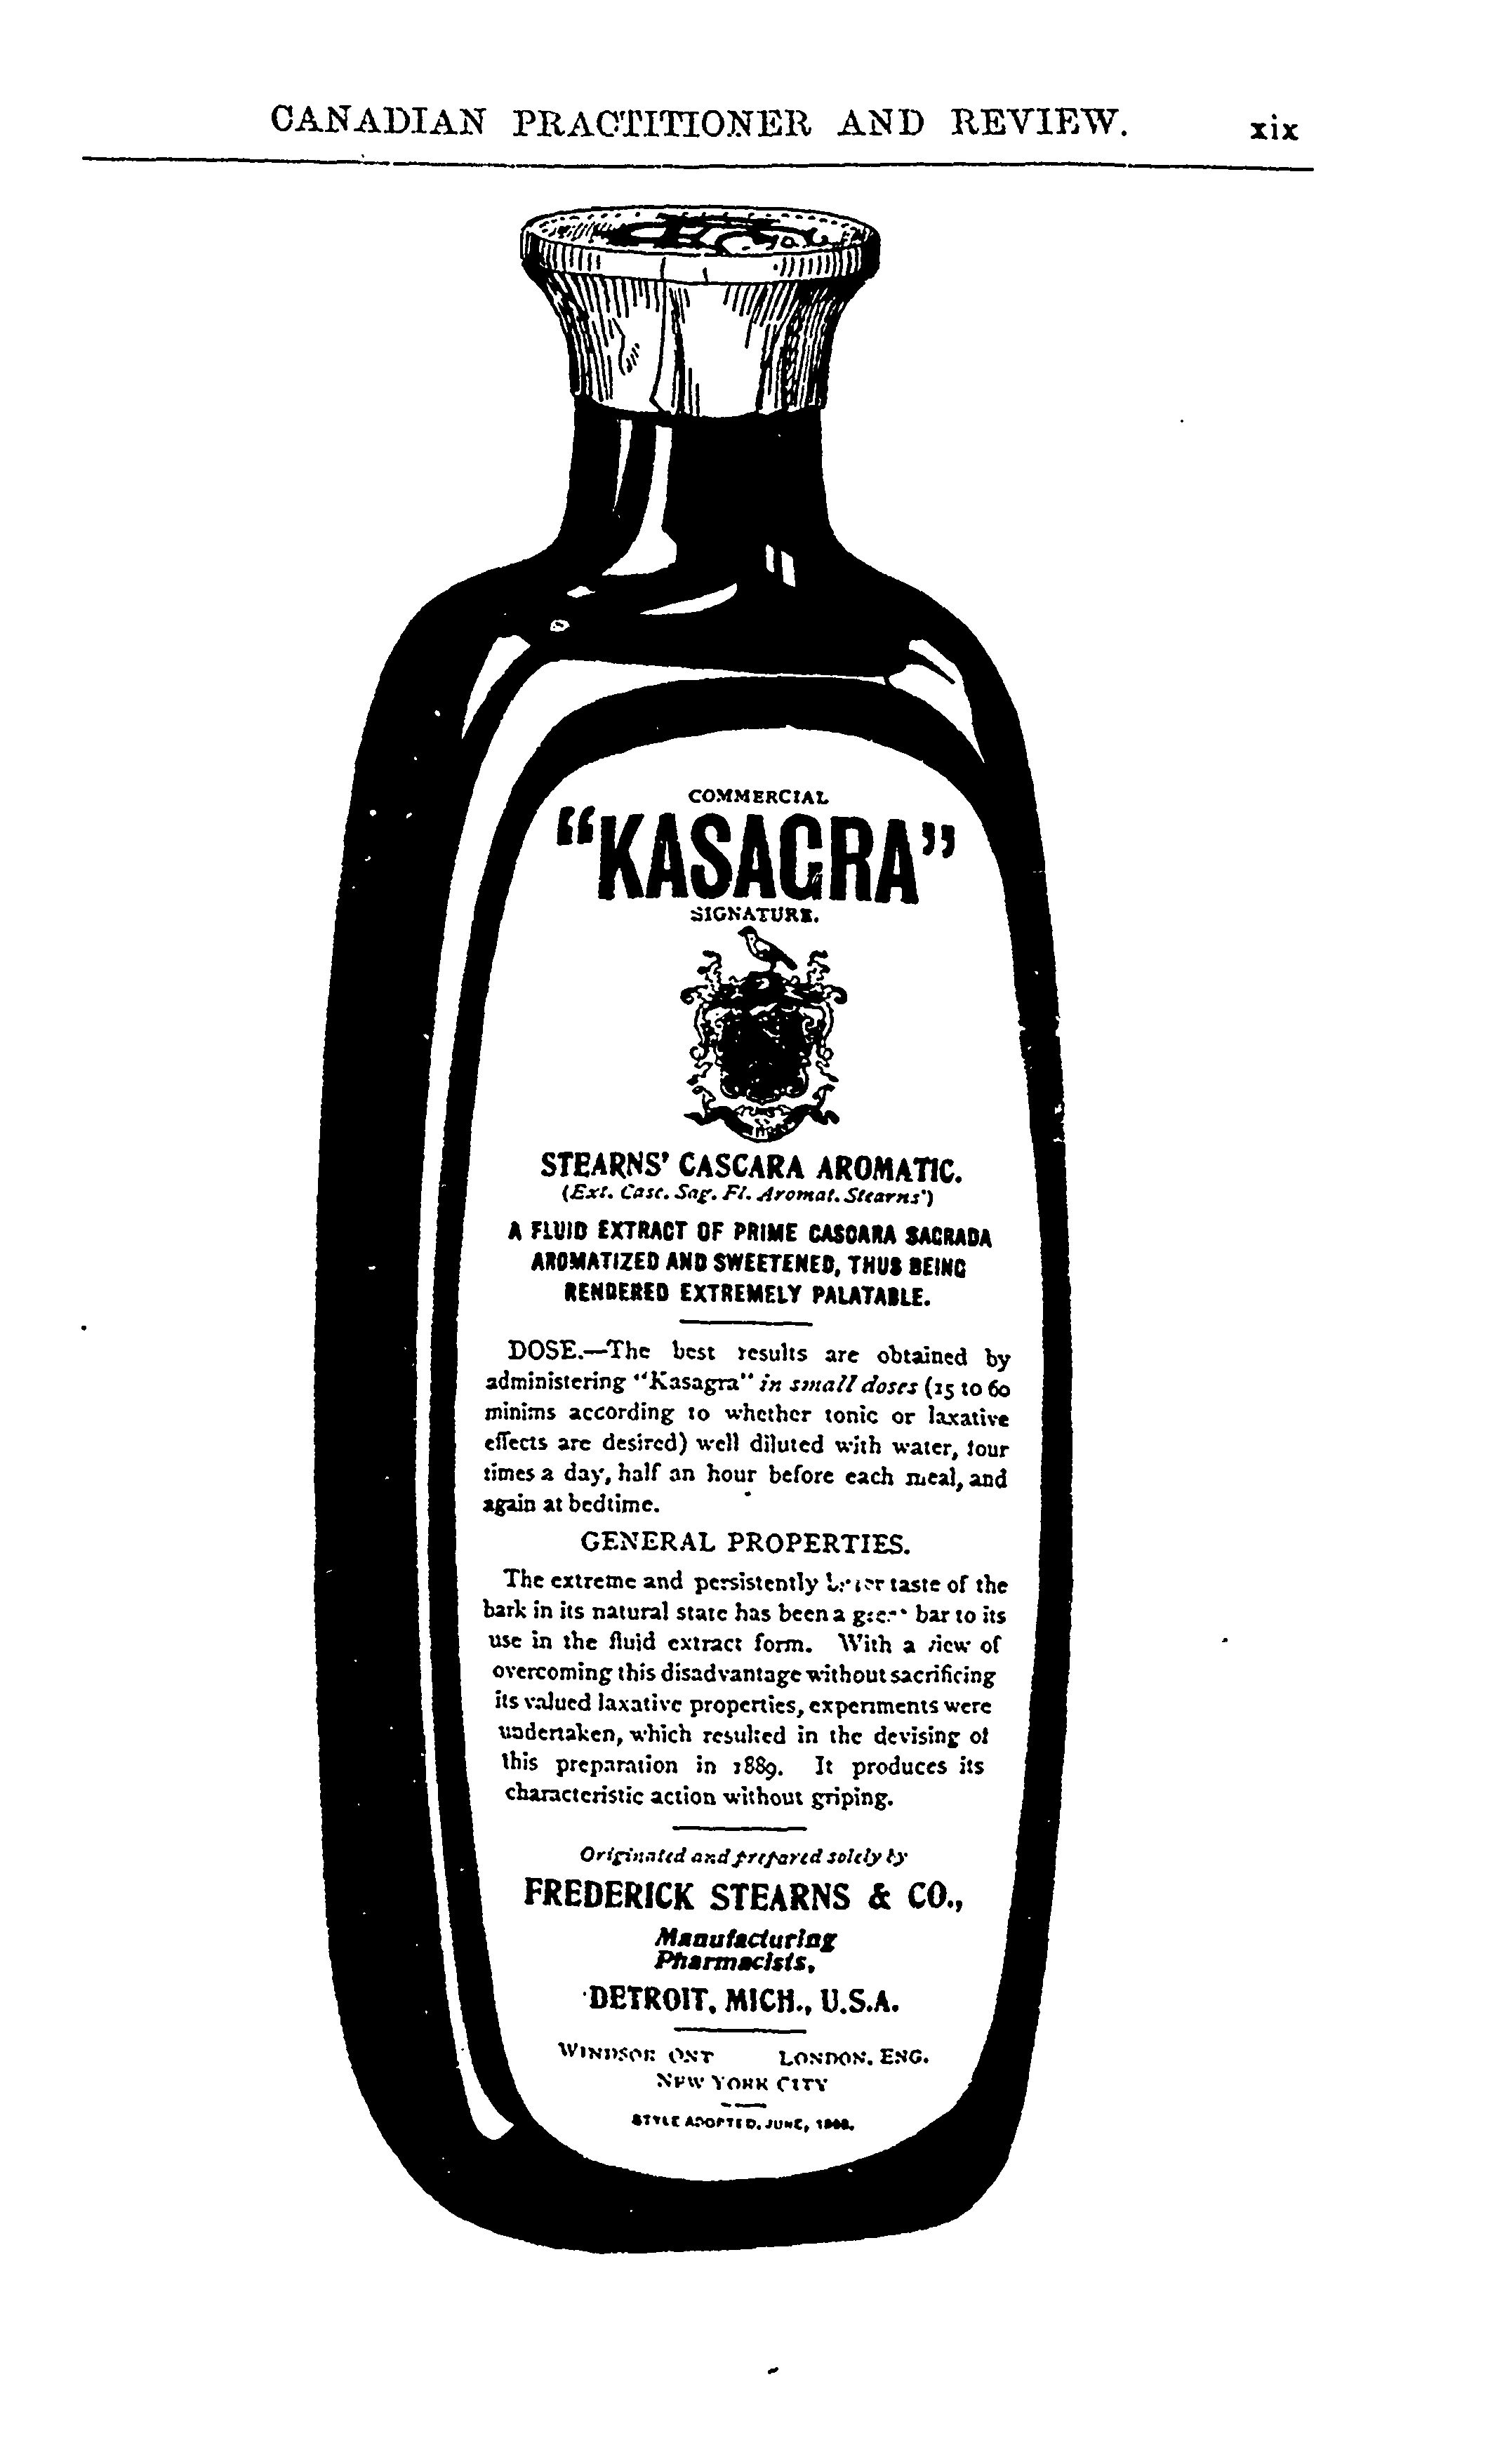 CANADIAN PRACTITIONER AND REVIEW. xix
COMMERCIAL
"KASAGRA"
SIGNATURE.
STEARNS' CASCARA AROMATIC.
(Ext. Casc. Sag. Fl. Aromat. Stearns')
A FLUID EXTRACT OF PRIME CASCARA SAGRADA
AROMATIZED AND SWEETENED, THUS BEING
RENDERED EXTREMELY PALATABLE.
DOSE.—The best results are obtained by
administering "Kasagra" in small doses (15 to 60
minims according to whether tonic or laxative
effects are desired) well diluted with water, four
times a day, half an hour before each meal, and
again at bedtime.
GENERAL PROPERTIES.
The extreme and persistently bitter taste of the
bark in its natural state has been a great bar to its
use in the fluid extract form. With a view of
overcoming this disadvantage without sacrificing
its valued laxative properties, experiments were
undertaken, which resulted in the devising of
this preparation in 1889. It produces its
characteristic action without griping.
Originated and prepared solely by
FREDERICK STEARNS & CO.,
Manufacturing
Pharmacists,
DETROIT, MICH., U.S.A.
WINDSOR ONT LONDON, ENG.
NEW YORK CITY
STYLE ADOPTED, JUNE,